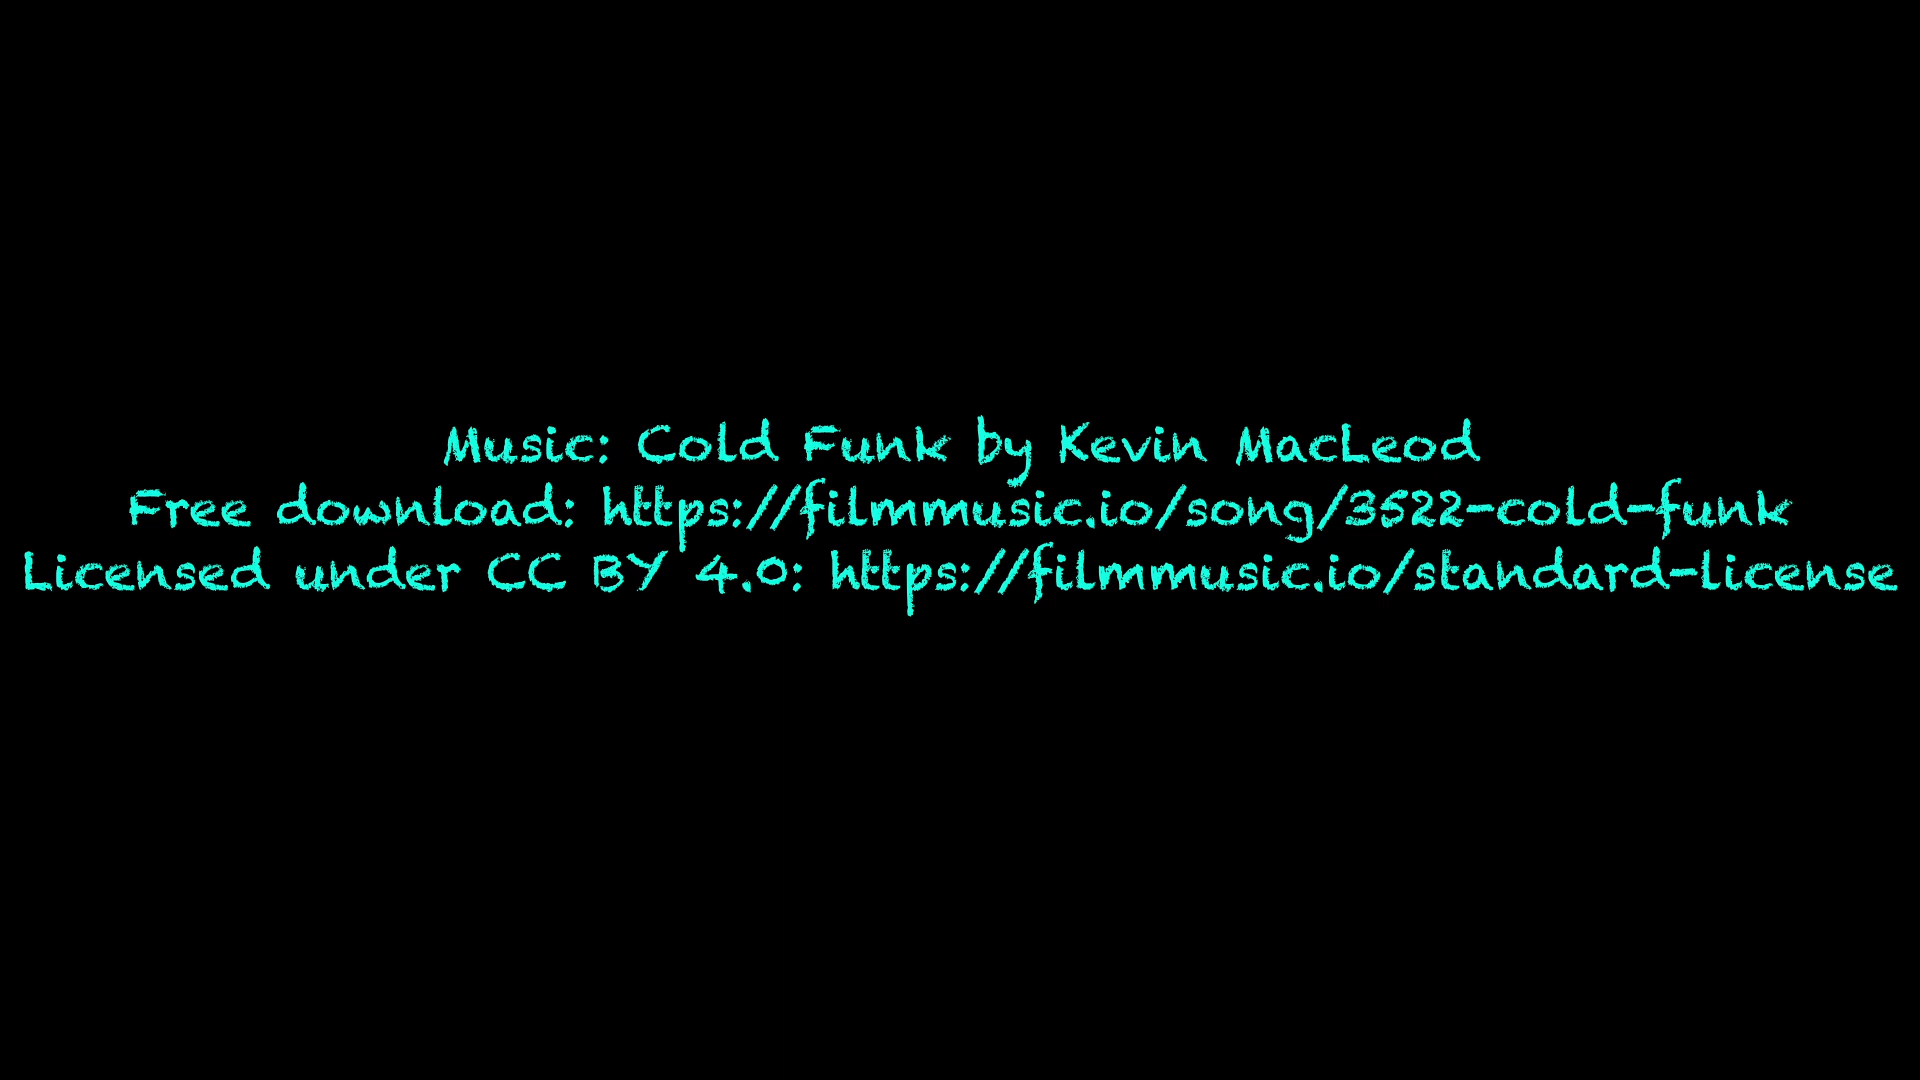 Music: Cold Funk by Kevin MacLeod
Free download: https://filmmusic.io/song/3522-cold-funk
Licensed under CC BY 4.0: https://filmmusic.io/standard-license